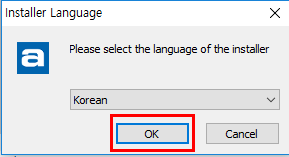 Installer Language
Please select the language of the installer
Korean
OK
Cancel